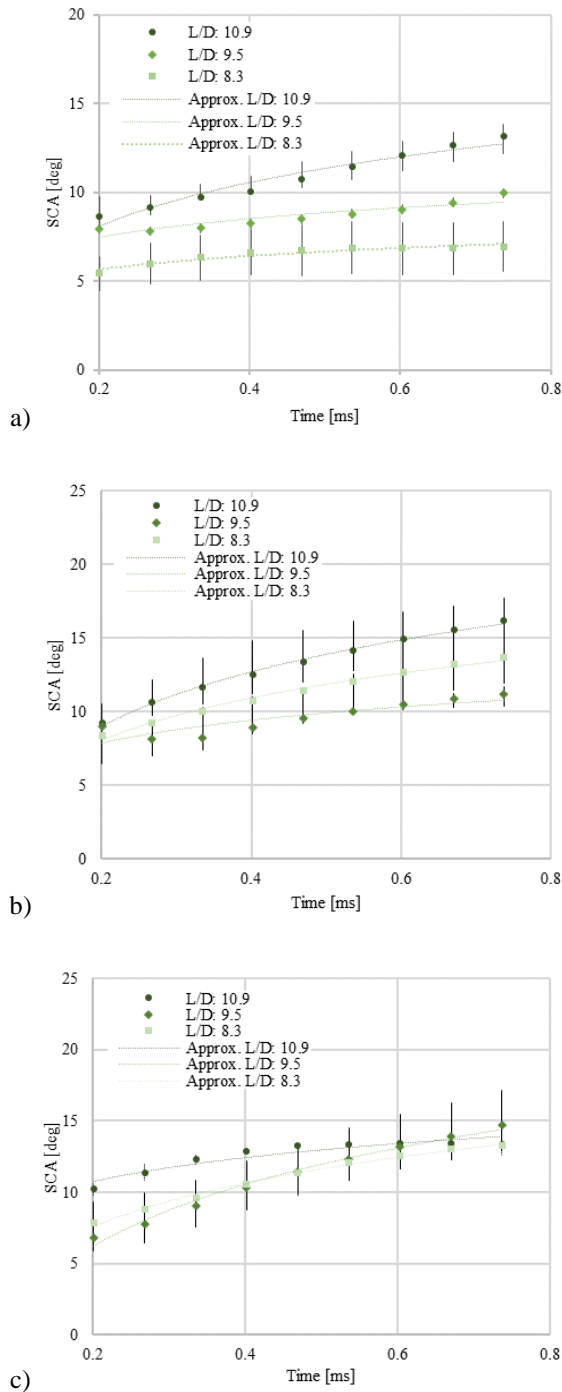 20
L/D: 10.9
L/D: 9.5
L/D: 8.3
15
Approx. L/D: 10.9
Approx. L/D: 9.5
Approx. L/D: 8.3
SCA [deg]
10
5
0
0.2 0.4 0.6 0.8
Time [ms]
a)
25
L/D: 10.9
L/D: 9.5
L/D: 8.3
20
Approx. L/D: 10.9
Approx. L/D: 9.5
Approx. L/D: 8.3
SCA [deg]
15
10
5
0
0.2 0.4 0.6 0.8
Time [ms]
b)
25
L/D: 10.9
L/D: 9.5
L/D: 8.3
20
Approx. L/D: 10.9
Approx. L/D: 9.5
Approx. L/D: 8.3
SCA [deg]
15
10
5
0
0.2 0.4 0.6 0.8
Time [ms]
c)